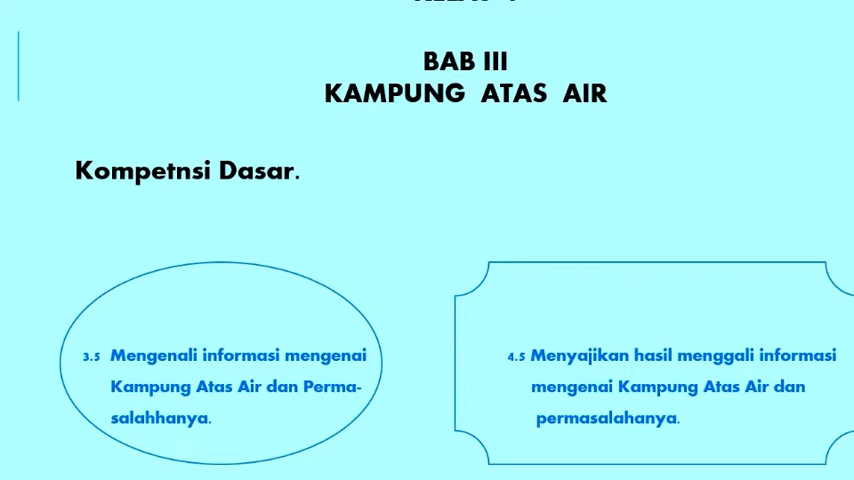 BAB III
KAMPUNG ATAS AIR
Kompetnsi Dasar.
3.5 Mengenali informasi mengenai
Kampung Atas Air dan Perma-
salahhanya.
4.5 Menyajikan hasil menggali informasi
mengenai Kampung Atas Air dan
permasalahanya.